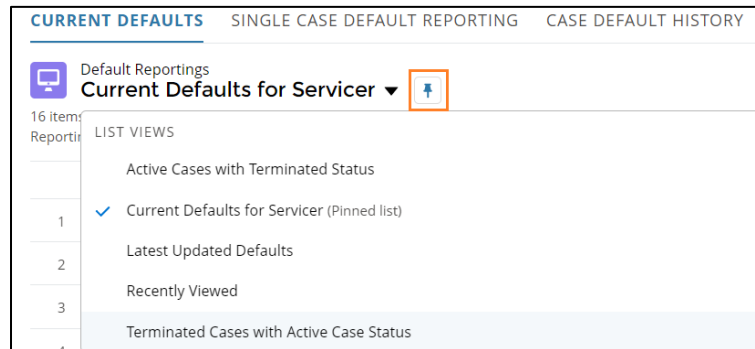 CURRENT DEFAULTS SINGLE CASE DEFAULT REPORTING CASE DEFAULT HISTORY
Default Reportings
Current Defaults for Servicer
16 items
Reporti
LIST VIEWS
Active Cases with Terminated Status
1 Current Defaults for Servicer (Pinned list)
2 Latest Updated Defaults
Recently Viewed
3
Terminated Cases with Active Case Status